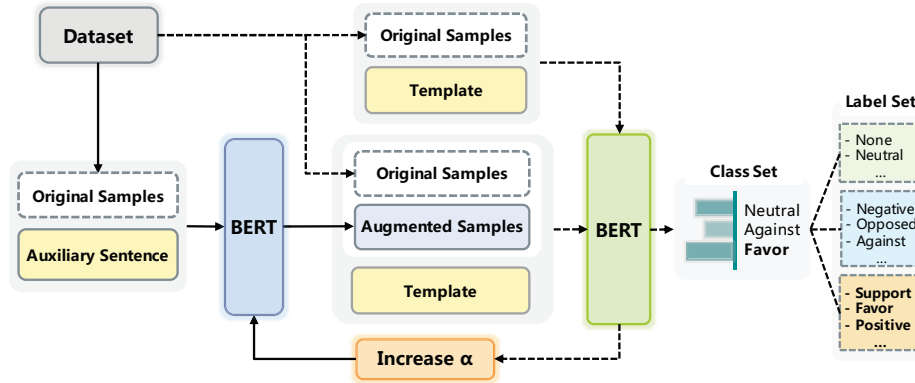 Dataset
Original Samples
Template
Original Samples
Auxiliary Sentence
BERT
Original Samples
Augmented Samples
Template
BERT
Increase α
Class Set
Neutral
Against
Favor
Label Set
- None
- Neutral
...
- Negative
- Opposed
- Against
...
- Support
- Favor
- Positive
...